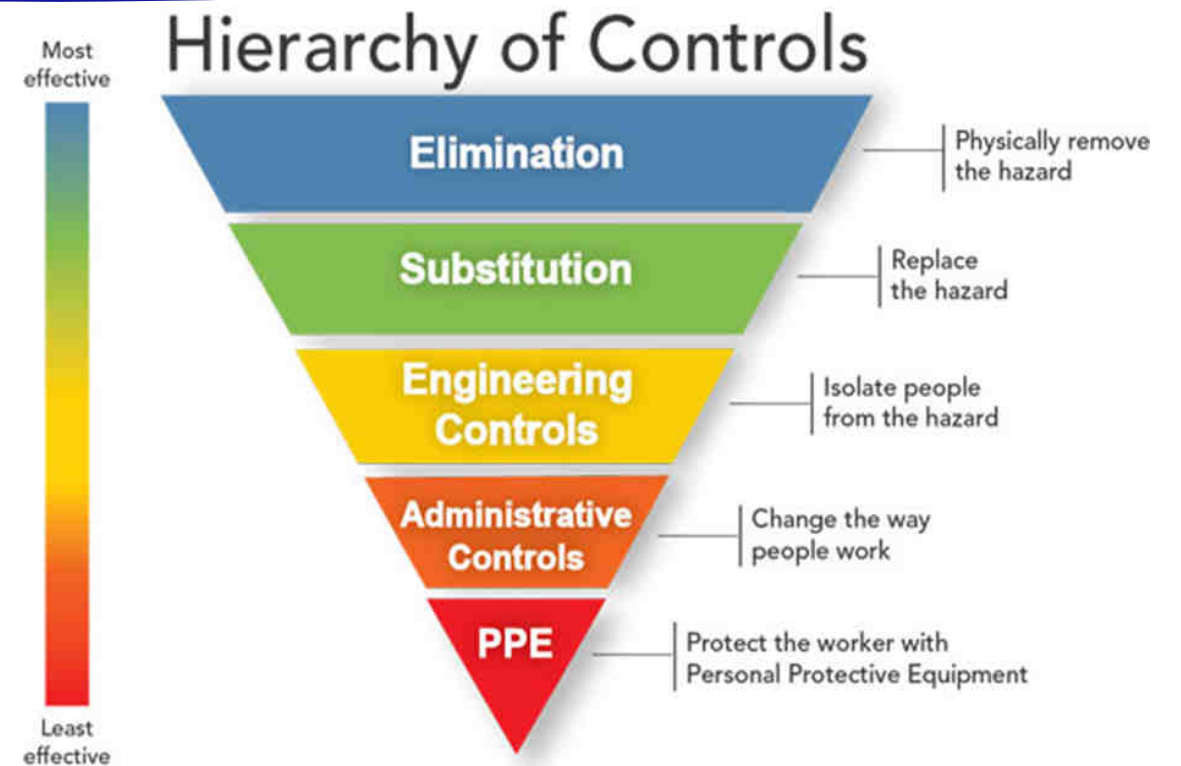 Hierarchy of Controls
Most
effective
Elimination
Physically remove
the hazard
Substitution
Replace
the hazard
Engineering
Controls
Isolate people
from the hazard
Administrative
Controls
Change the way
people work
PPE
Protect the worker with
Personal Protective Equipment
Least
effective